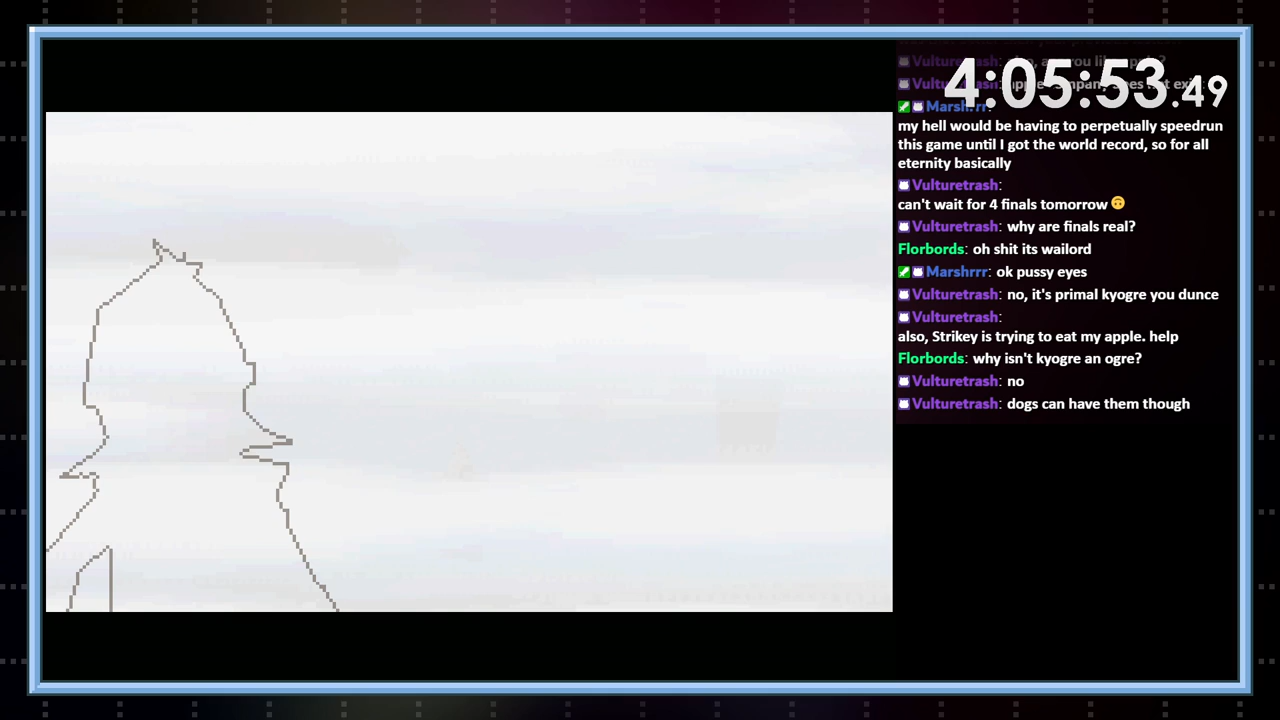 4:05:53.49
Marshrrr:
my hell would be having to perpetually speedrun
this game until I got the world record, so for all
eternity basically
Vulturetrash:
can't wait for 4 finals tomorrow 🙃
Vulturetrash: why are finals real?
Florbords: oh shit its wailord
Marshrrr: ok pussy eyes
Vulturetrash: no, it's primal kyogre you dunce
Vulturetrash:
also, Strikey is trying to eat my apple. help
Florbords: why isn't kyogre an ogre?
Vulturetrash: no
Vulturetrash: dogs can have them though